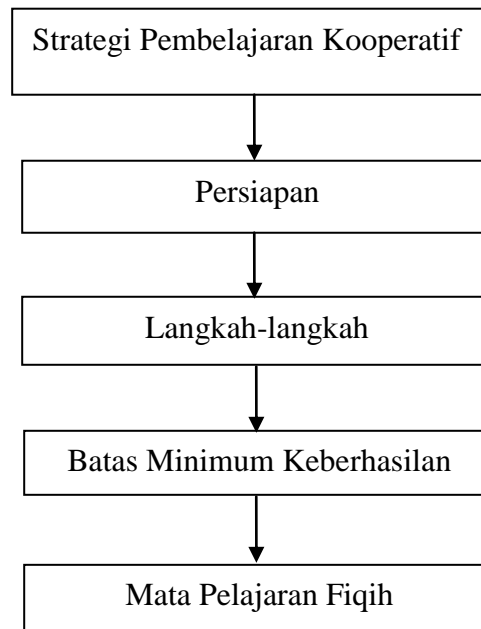 Strategi Pembelajaran Kooperatif
Persiapan
Langkah-langkah
Batas Minimum Keberhasilan
Mata Pelajaran Fiqih